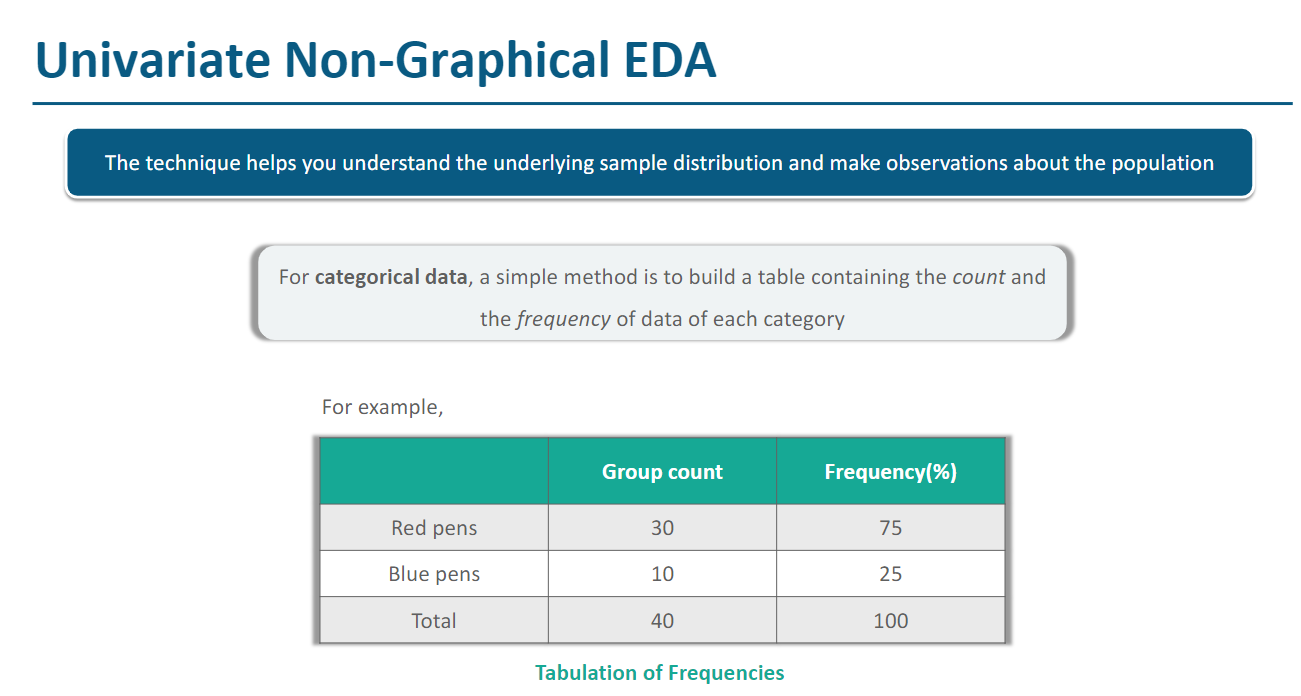 Univariate Non-Graphical EDA
The technique helps you understand the underlying sample distribution and make observations about the population
For categorical data, a simple method is to build a table containing the count and
the frequency of data of each category
For example,
Group count Frequency(%)
Red pens 30 75
Blue pens 10 25
Total 40 100
Tabulation of Frequencies